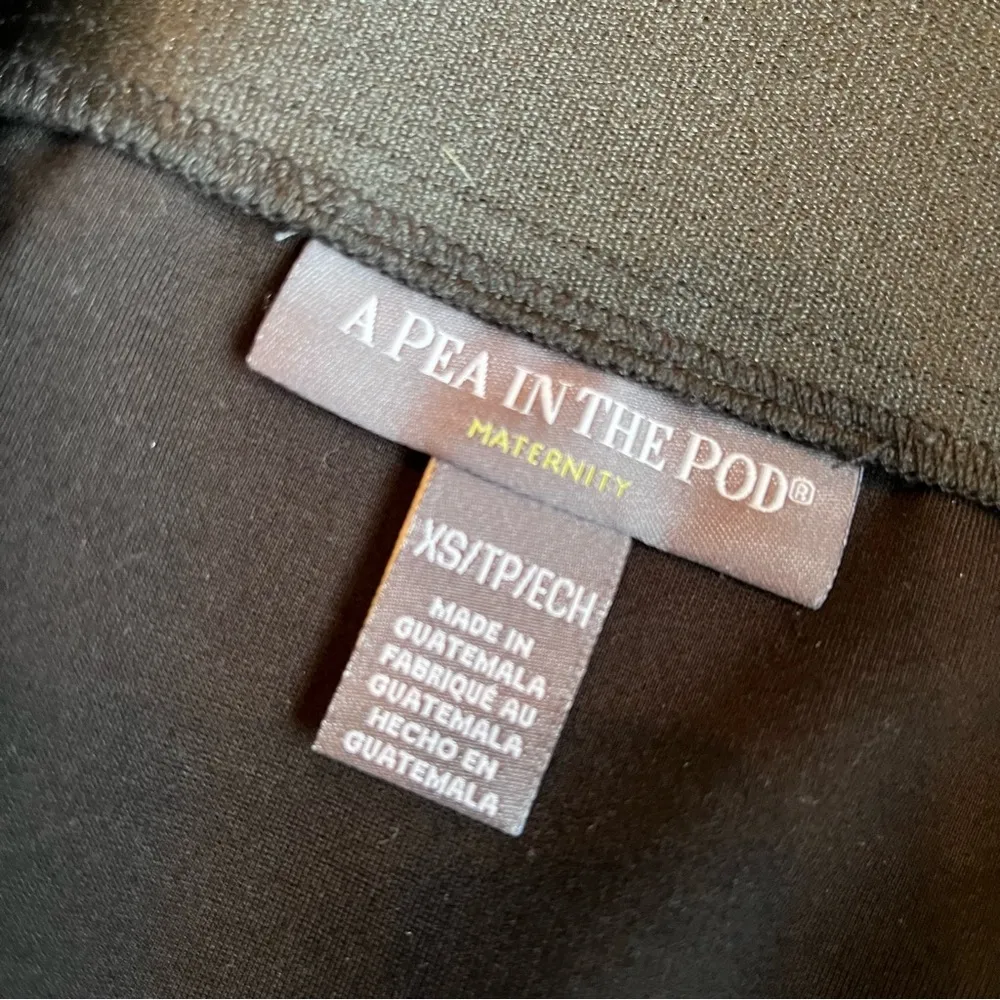 A PEA IN THE POD®
MATERNITY
XS/TP/ECH
MADE IN
GUATEMALA
FABRIQUÉ AU
GUATEMALA
HECHO EN
GUATEMALA